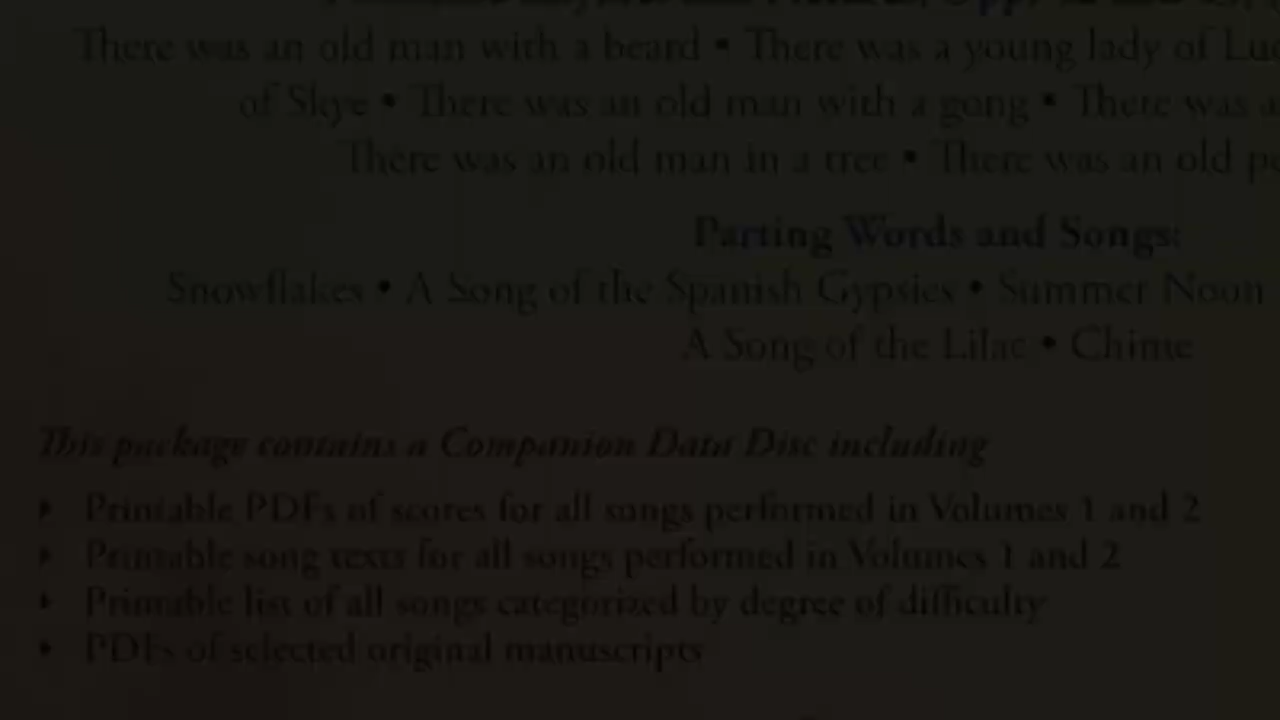 There was an old man with a beard • There was a young lady of
of Skye • There was an old man with a gong • There was
There was an old man in a tree • There was an old
Parting Words and Songs:
Snowflakes • A Song of the Spanish Gypsies • Summer Noon
A Song of the Lilac • Chime
This package contains a Companion Data Disc including
Printable PDFs of scores for all songs performed in Volumes 1 and 2
Printable song texts for all songs performed in Volumes 1 and 2
Printable list of all songs categorized by degree of difficulty
PDFs of selected original manuscripts